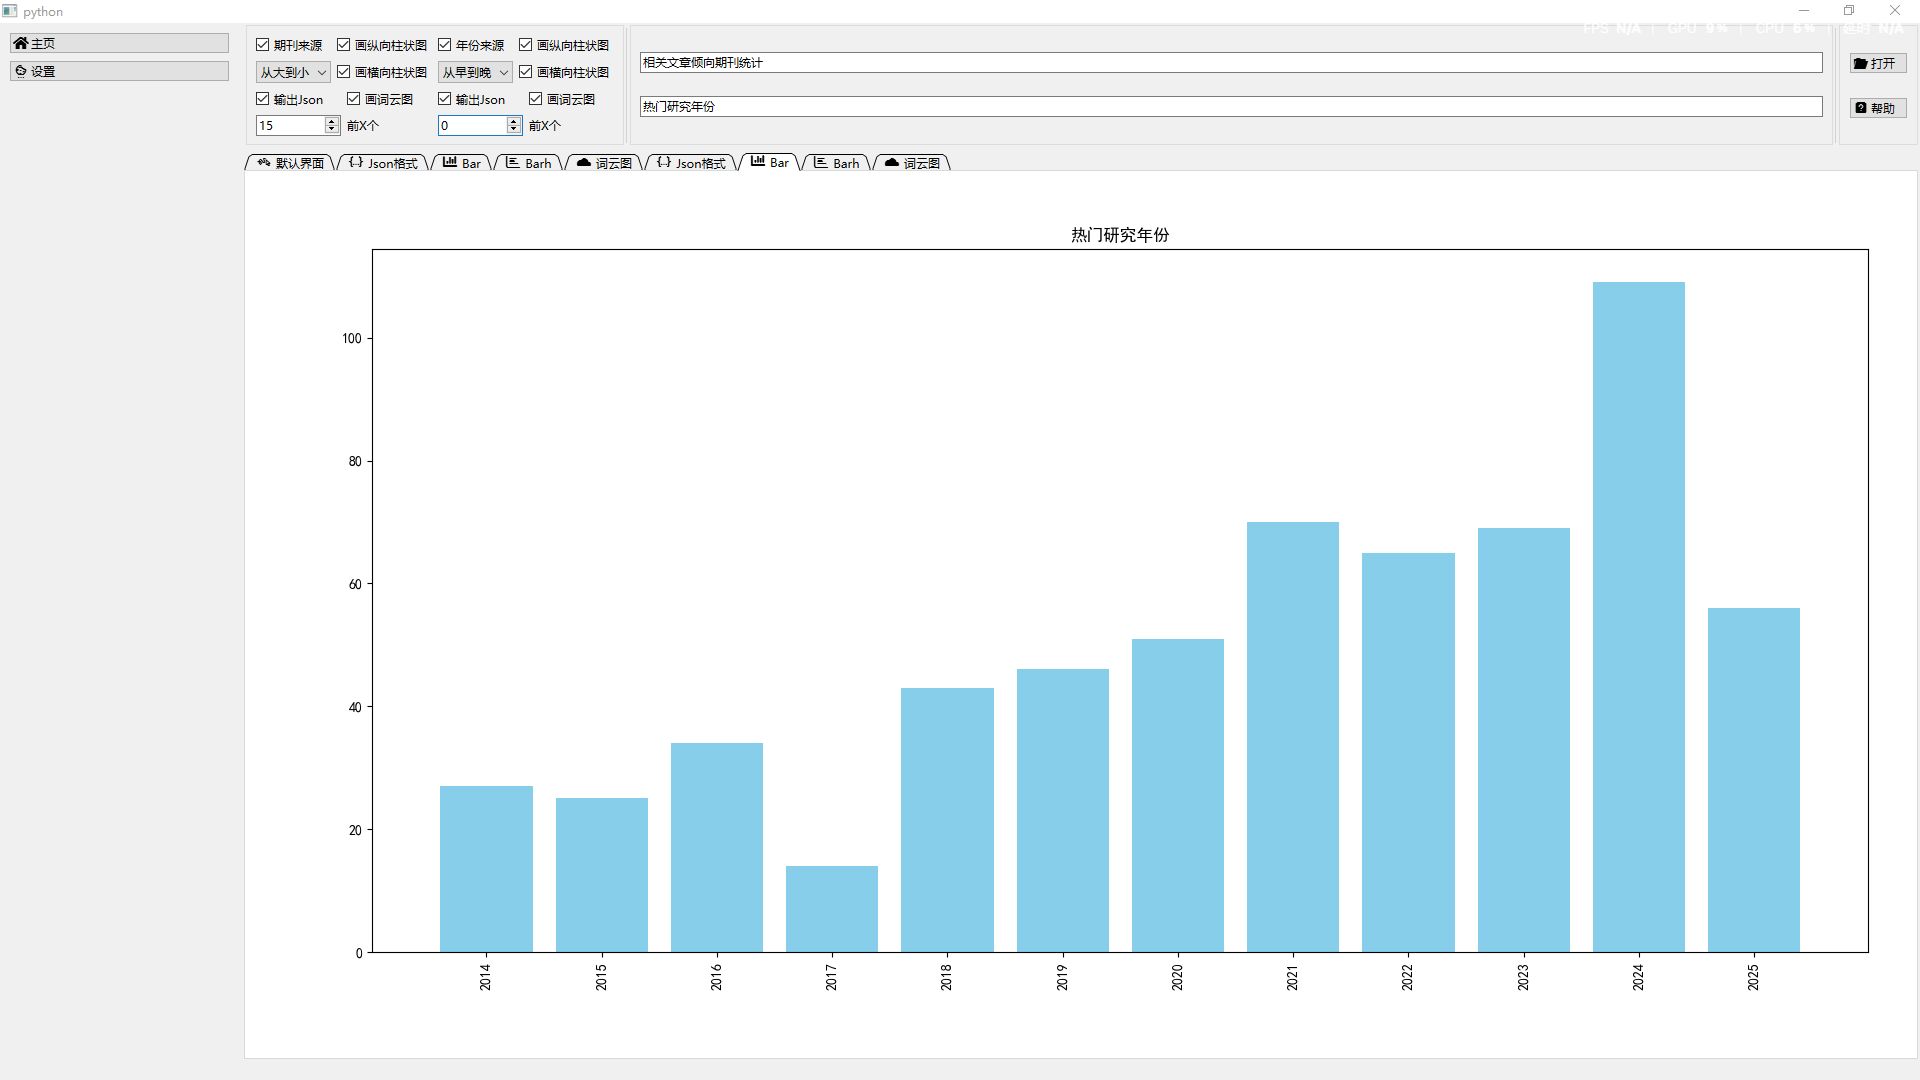 python
FPS N/A | GPU 9% | CPU 6% | 延时 N/A
主页
设置
期刊来源 画纵向柱状图 年份来源 画纵向柱状图
从大到小 画横向柱状图 从早到晚 画横向柱状图
输出Json 画词云图 输出Json 画词云图
15 前X个 0 前X个
相关文章倾向期刊统计
热门研究年份
打开
帮助
默认界面 Json格式 Bar Barh 词云图 Json格式 Bar Barh 词云图
热门研究年份
100
80
60
40
20
0
2014 2015 2016 2017 2018 2019 2020 2021 2022 2023 2024 2025